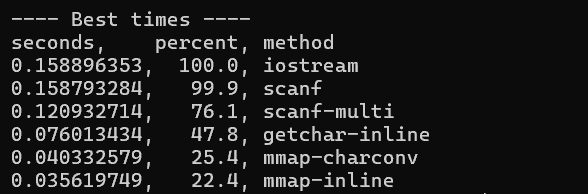 ---- Best times ----
seconds,    percent, method
0.158896353,  100.0, iostream
0.158793284,   99.9, scanf
0.120932714,   76.1, scanf-multi
0.076013434,   47.8, getchar-inline
0.040332579,   25.4, mmap-charconv
0.035619749,   22.4, mmap-inline